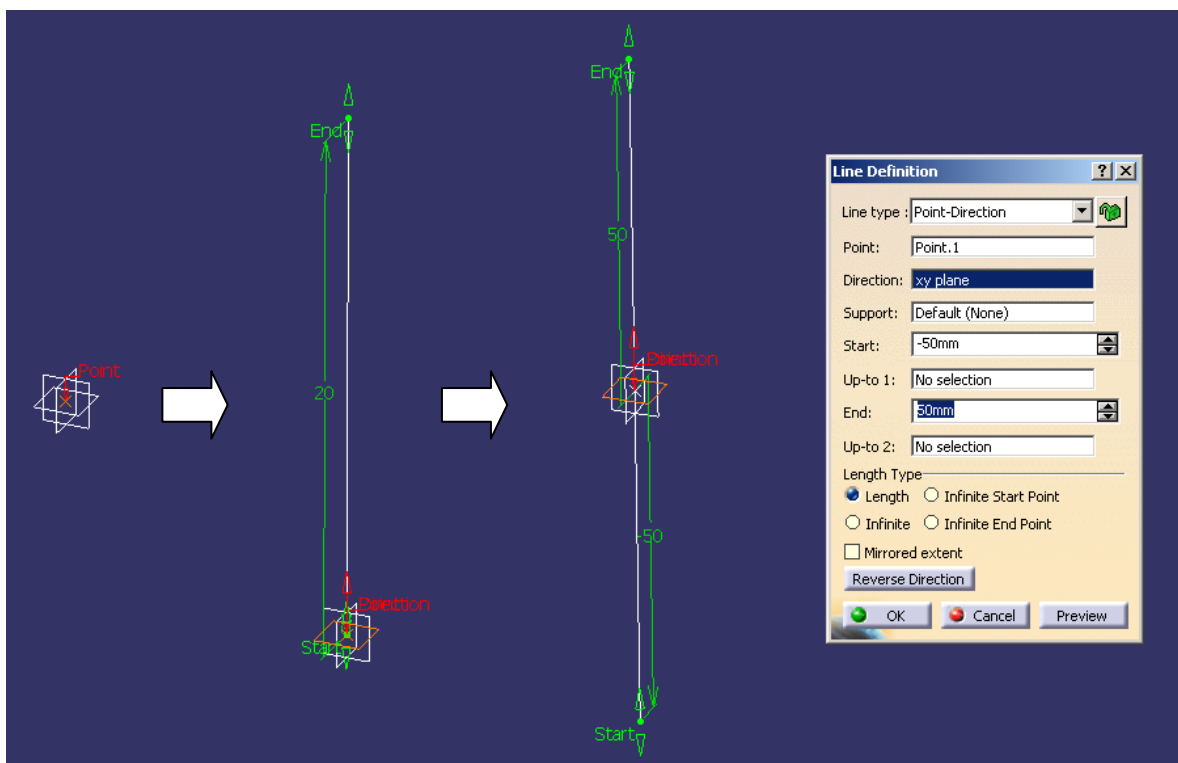 Point
End
20
Start
End
50
-50
Start
Line Definition
Line type : Point-Direction
Point: Point.1
Direction: xy plane
Support: Default (None)
Start: -50mm
Up-to 1: No selection
End: 50mm
Up-to 2: No selection
Length Type
Length Infinite Start Point
Infinite Infinite End Point
Mirrored extent
Reverse Direction
OK Cancel Preview